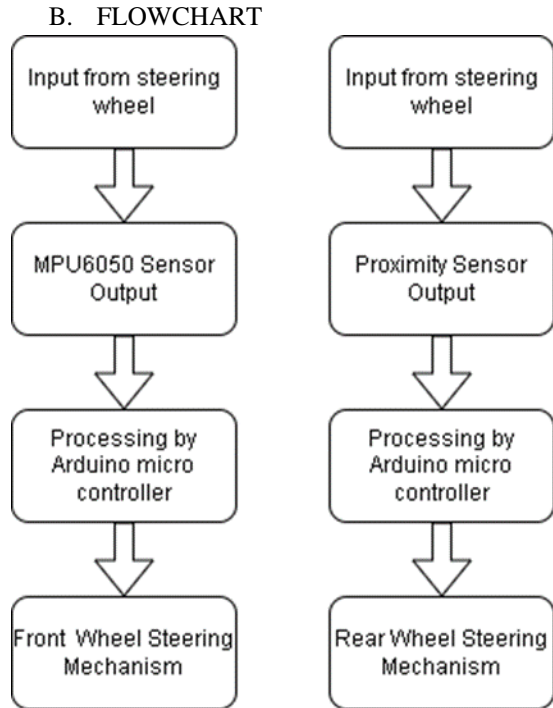 B. FLOWCHART
Input from steering
wheel
MPU6050 Sensor
Output
Processing by
Arduino micro
controller
Front Wheel Steering
Mechanism
Input from steering
wheel
Proximity Sensor
Output
Processing by
Arduino micro
controller
Rear Wheel Steering
Mechanism